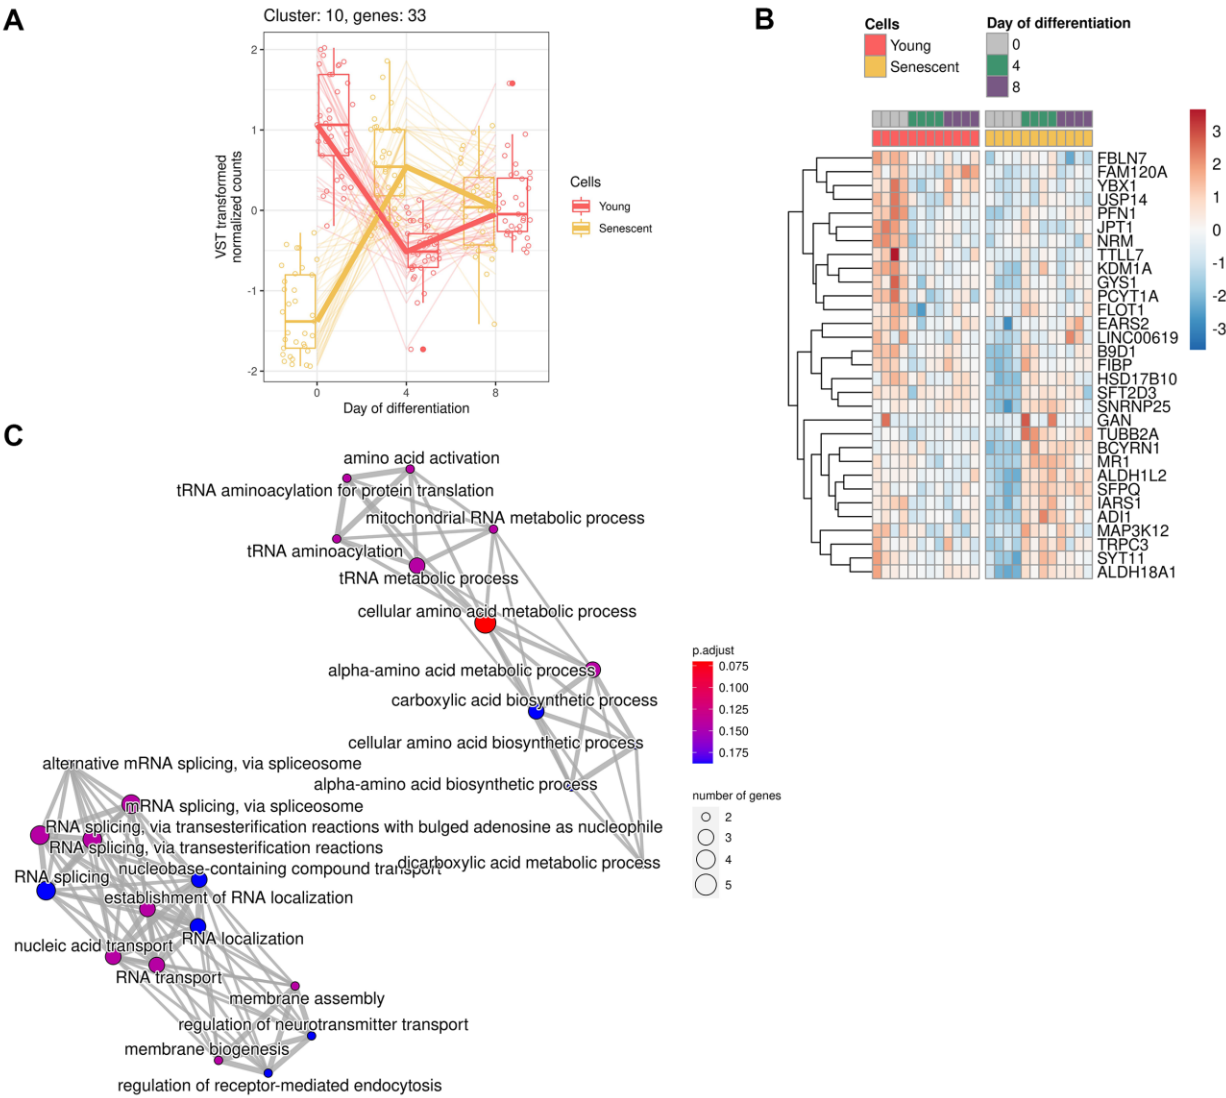 A
Cluster: 10, genes: 33
VST transformed
normalized counts
2
1
0
-1
-2
0
4
8
Day of differentiation
Cells
Young
Senescent
B
Cells
Young
Senescent
Day of differentiation
0
4
8
3
2
1
0
-1
-2
-3
FBLN7
FAM120A
YBX1
USP14
PFN1
JPT1
NRM
TTLL7
KDM1A
GYS1
PCYT1A
FLOT1
EARS2
LINC00619
B9D1
FIBP
HSD17B10
SFT2D3
SNRNP25
GAN
TUBB2A
BCYRN1
MR1
ALDH1L2
SFPQ
IARS1
ADI1
MAP3K12
TRPC3
SYT11
ALDH18A1
C
amino acid activation
tRNA aminoacylation for protein translation
mitochondrial RNA metabolic process
tRNA aminoacylation
tRNA metabolic process
cellular amino acid metabolic process
alpha-amino acid metabolic process
carboxylic acid biosynthetic process
cellular amino acid biosynthetic process
alpha-amino acid biosynthetic process
dicarboxylic acid metabolic process
alternative mRNA splicing, via spliceosome
mRNA splicing, via spliceosome
RNA splicing, via transesterification reactions with bulged adenosine as nucleophile
RNA splicing, via transesterification reactions
nucleobase-containing compound transport
RNA splicing
establishment of RNA localization
RNA localization
nucleic acid transport
RNA transport
membrane assembly
regulation of neurotransmitter transport
membrane biogenesis
regulation of receptor-mediated endocytosis
p.adjust
0.075
0.100
0.125
0.150
0.175
number of genes
2
3
4
5